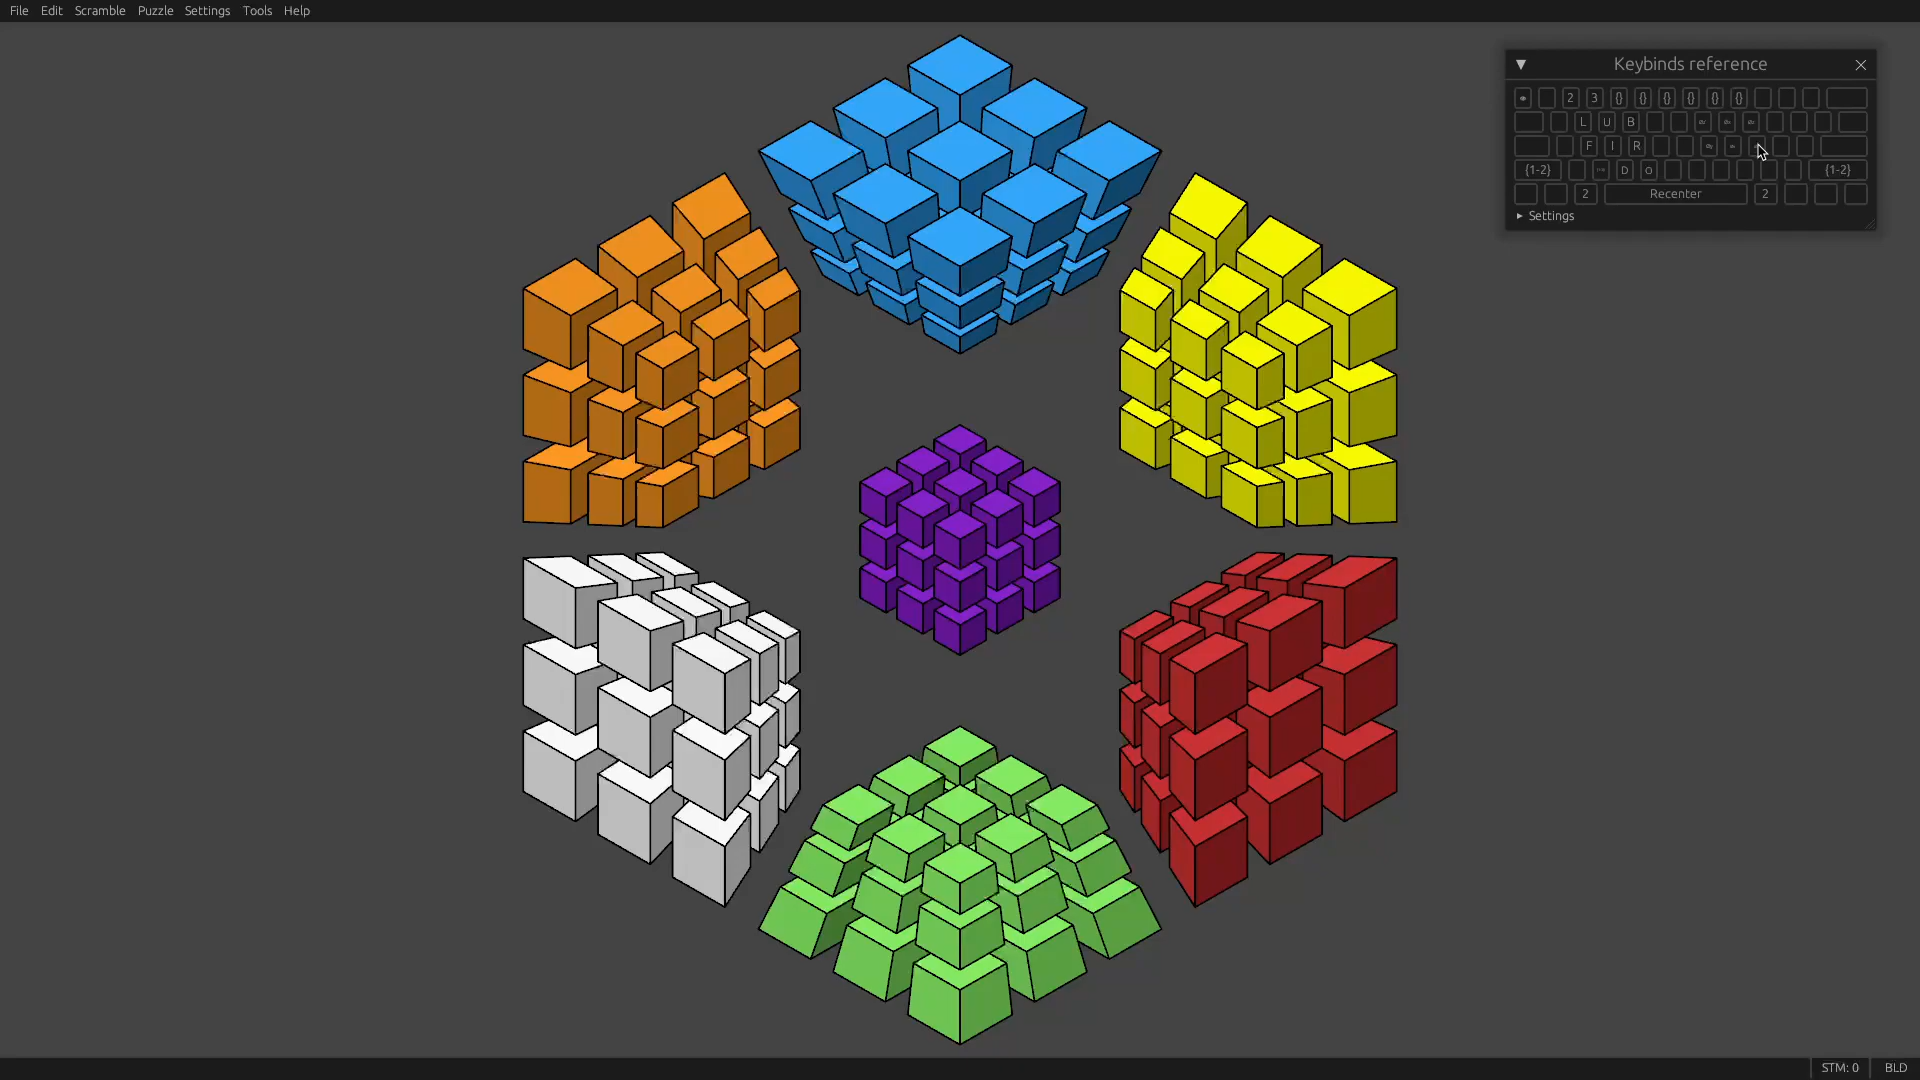 File Edit Scramble Puzzle Settings Tools Help
Keybinds reference
2 3 {} {} {} {} {} {}
L U B
F I R
{1-2} D O {1-2}
2 Recenter 2
Settings
STM: 0 BLD